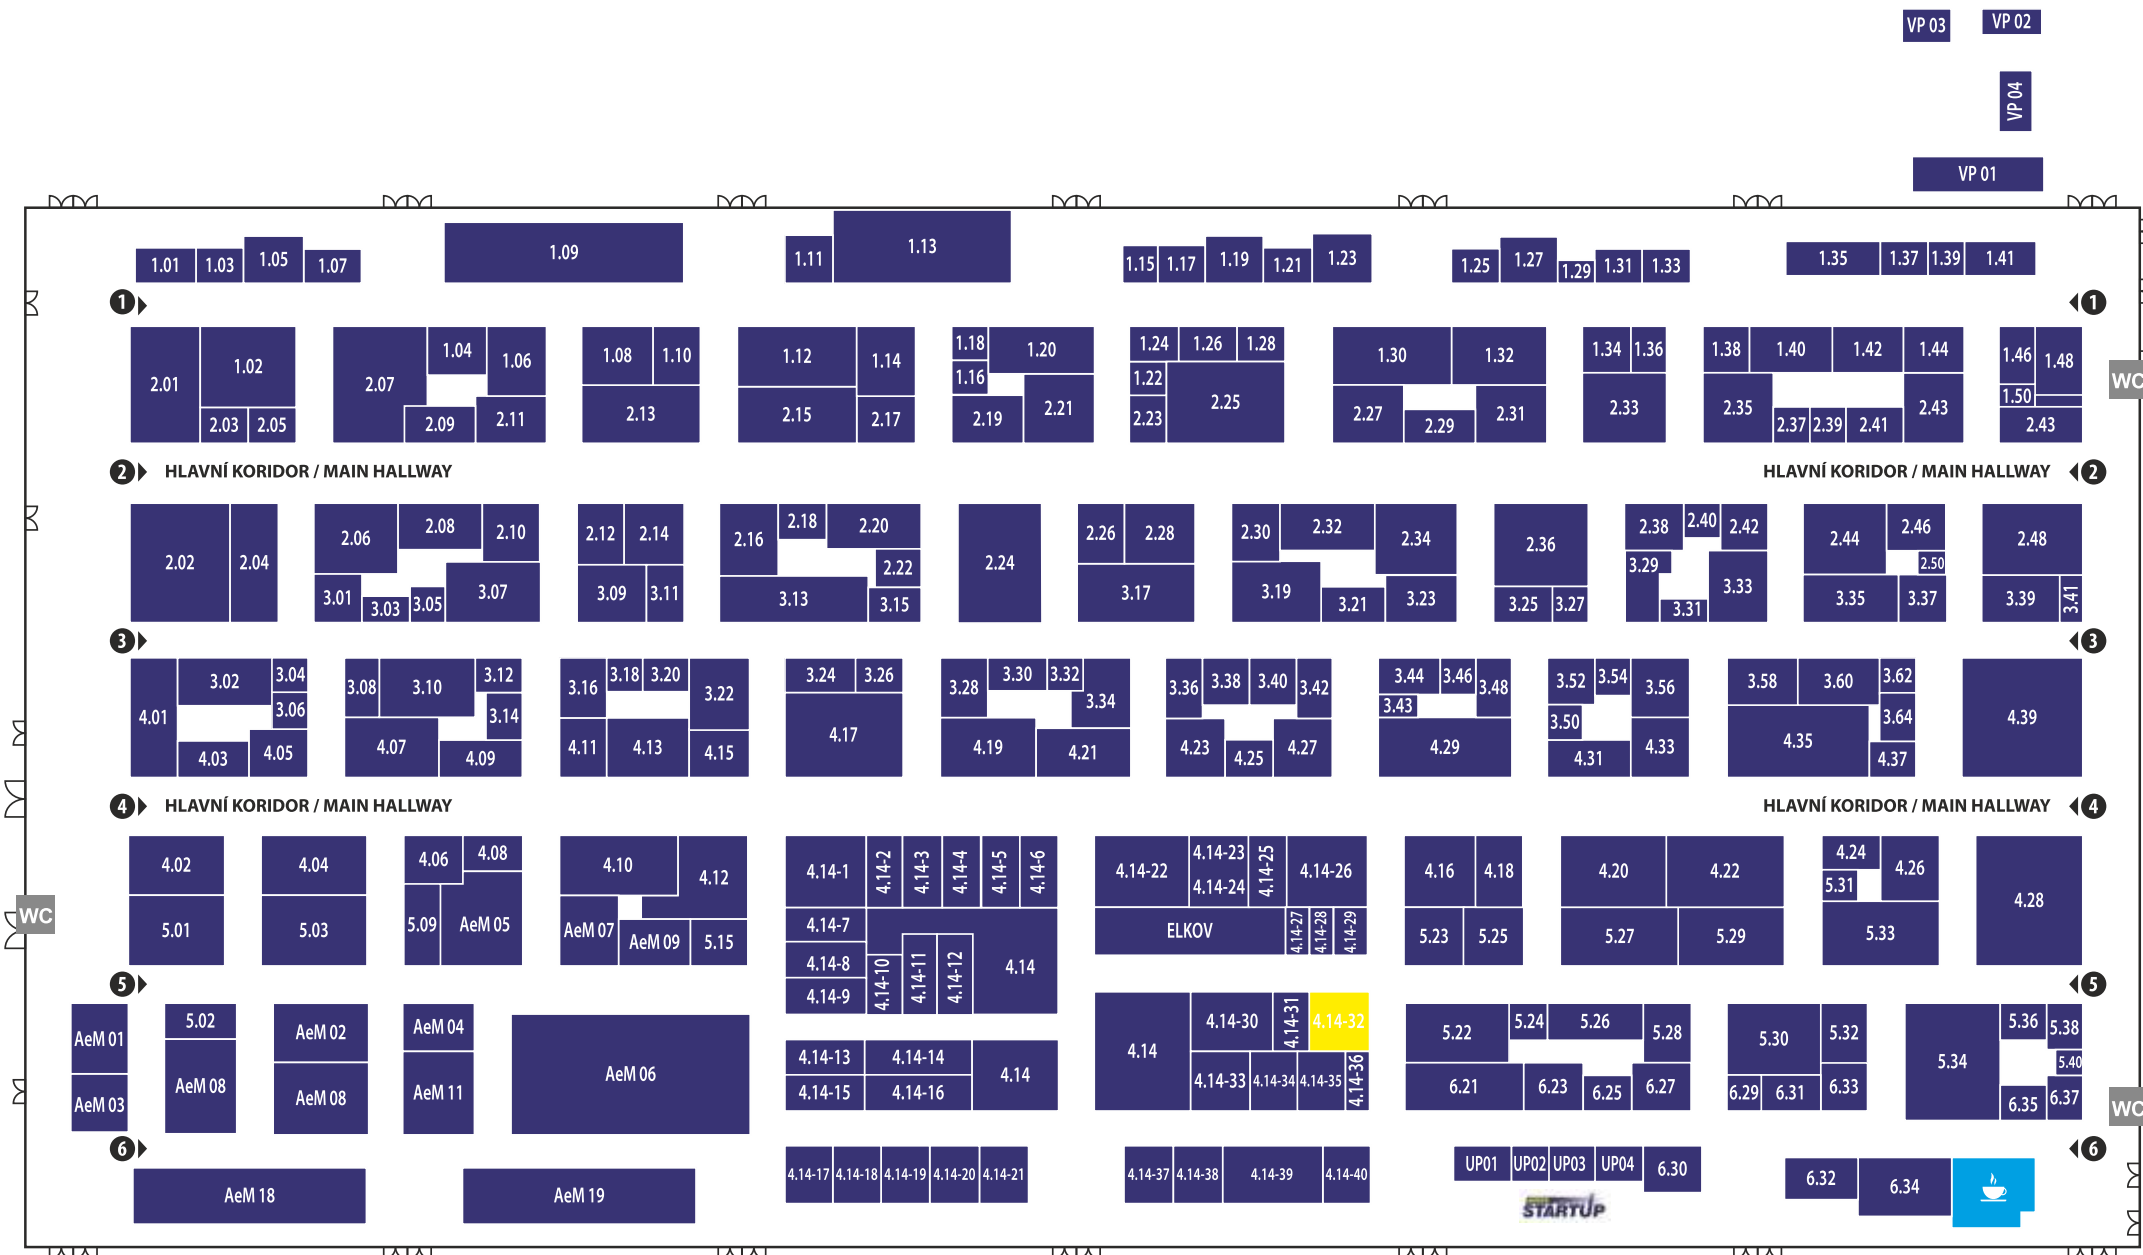 VP 03 VP 02
VP 04
VP 01
1.01 1.03 1.05 1.07 1.09 1.11 1.13 1.15 1.17 1.19 1.21 1.23 1.25 1.27 1.29 1.31 1.33 1.35 1.37 1.39 1.41
1 1
2.01 1.02 1.04 1.06 1.08 1.10 1.12 1.14 1.18 1.20 1.24 1.26 1.28 1.30 1.32 1.34 1.36 1.38 1.40 1.42 1.44 1.46 1.48
2.07 1.16 1.22 1.50
2.03 2.05 2.09 2.11 2.13 2.15 2.17 2.19 2.21 2.23 2.25 2.27 2.29 2.31 2.33 2.35 2.37 2.39 2.41 2.43 2.43
WC
2 HLAVNÍ KORIDOR / MAIN HALLWAY HLAVNÍ KORIDOR / MAIN HALLWAY 2
2.02 2.04 2.06 2.08 2.10 2.12 2.14 2.16 2.18 2.20 2.24 2.26 2.28 2.30 2.32 2.34 2.36 2.38 2.40 2.42 2.44 2.46 2.48
2.22 2.50
3.01 3.03 3.05 3.07 3.09 3.11 3.13 3.15 3.17 3.19 3.21 3.23 3.25 3.27 3.29 3.31 3.33 3.35 3.37 3.39 3.41
3 3
4.01 3.02 3.04 3.08 3.10 3.12 3.16 3.18 3.20 3.22 3.24 3.26 3.28 3.30 3.32 3.34 3.36 3.38 3.40 3.42 3.44 3.46 3.48 3.52 3.54 3.56 3.58 3.60 3.62 4.39
3.06 3.14 3.43 3.50 3.64
4.03 4.05 4.07 4.09 4.11 4.13 4.15 4.17 4.19 4.21 4.23 4.25 4.27 4.29 4.31 4.33 4.35 4.37
4 HLAVNÍ KORIDOR / MAIN HALLWAY HLAVNÍ KORIDOR / MAIN HALLWAY 4
4.02 4.04 4.06 4.08 4.10 4.12 4.14-1 4.14-2 4.14-3 4.14-4 4.14-5 4.14-6 4.14-22 4.14-23 4.14-24 4.14-25 4.14-26 4.16 4.18 4.20 4.22 4.24 4.26 4.28
5.31
WC
5.01 5.03 5.09 AeM 05 AeM 07 AeM 09 5.15 4.14-7 ELKOV 4.14-27 4.14-28 4.14-29 5.23 5.25 5.27 5.29 5.33
4.14-8 4.14-10 4.14-11 4.14-12 4.14
4.14-9
5 5
AeM 01 5.02 AeM 02 AeM 04 AeM 06 4.14 4.14-30 4.14-31 4.14-32 5.22 5.24 5.26 5.28 5.30 5.32 5.34 5.36 5.38
4.14-13 4.14-14 4.14 5.40
AeM 03 AeM 08 AeM 08 AeM 11 4.14-15 4.14-16 4.14-33 4.14-34 4.14-35 4.14-36 6.21 6.23 6.25 6.27 6.29 6.31 6.33 6.35 6.37
WC
6 6
AeM 18 AeM 19 4.14-17 4.14-18 4.14-19 4.14-20 4.14-21 4.14-37 4.14-38 4.14-39 4.14-40 UP01 UP02 UP03 UP04 6.30 6.32 6.34
STARTUP